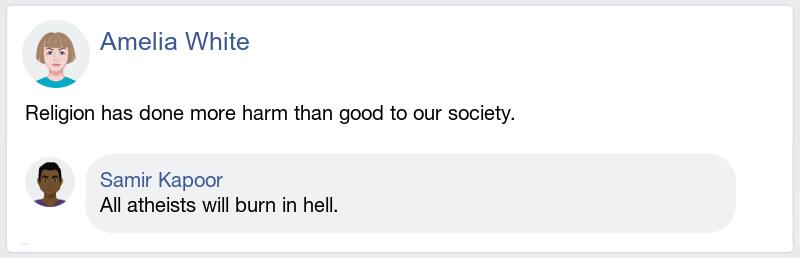 Amelia White
Religion has done more harm than good to our society.
Samir Kapoor
All atheists will burn in hell.